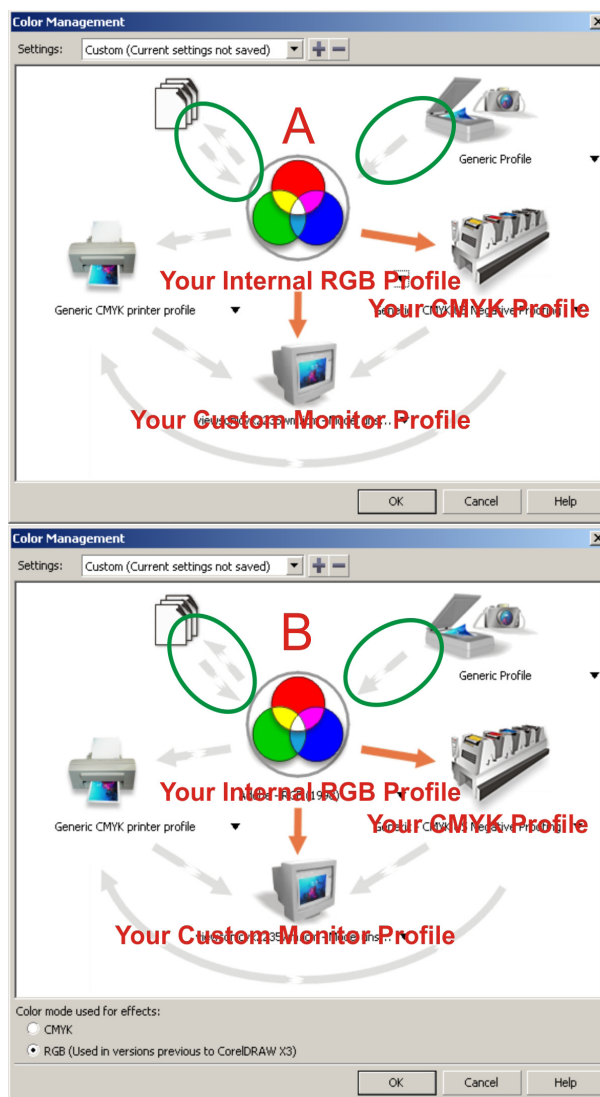 Color Management
Settings: Custom (Current settings not saved)
A
Generic Profile
Your Internal RGB Profile
Generic CMYK printer profile
Your CMYK Profile
Your Custom Monitor Profile
OK Cancel Help
Color Management
Settings: Custom (Current settings not saved)
B
Generic Profile
Your Internal RGB Profile
Generic CMYK printer profile
Your CMYK Profile
Your Custom Monitor Profile
Color mode used for effects:
CMYK
RGB (Used in versions previous to CorelDRAW X3)
OK Cancel Help